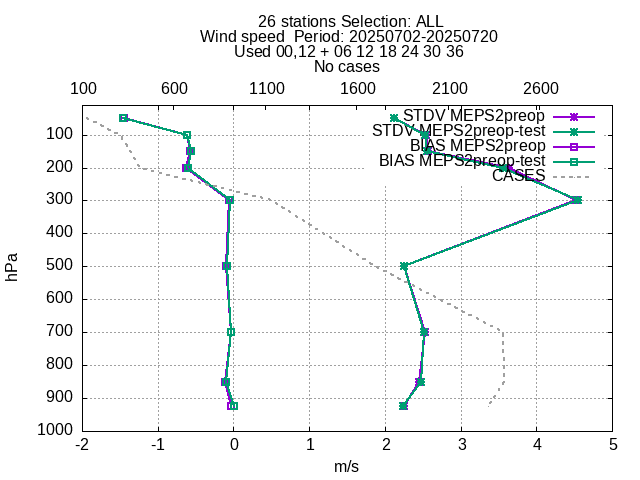 26 stations Selection: ALL
Wind speed  Period: 20250702-20250720
Used 00,12 + 06 12 18 24 30 36
No cases
100 600 1100 1600 2100 2600
STDV MEPS2preop
STDV MEPS2preop-test
BIAS MEPS2preop
BIAS MEPS2preop-test
CASES
hPa
100
200
300
400
500
600
700
800
900
1000
-2 -1 0 1 2 3 4 5
m/s